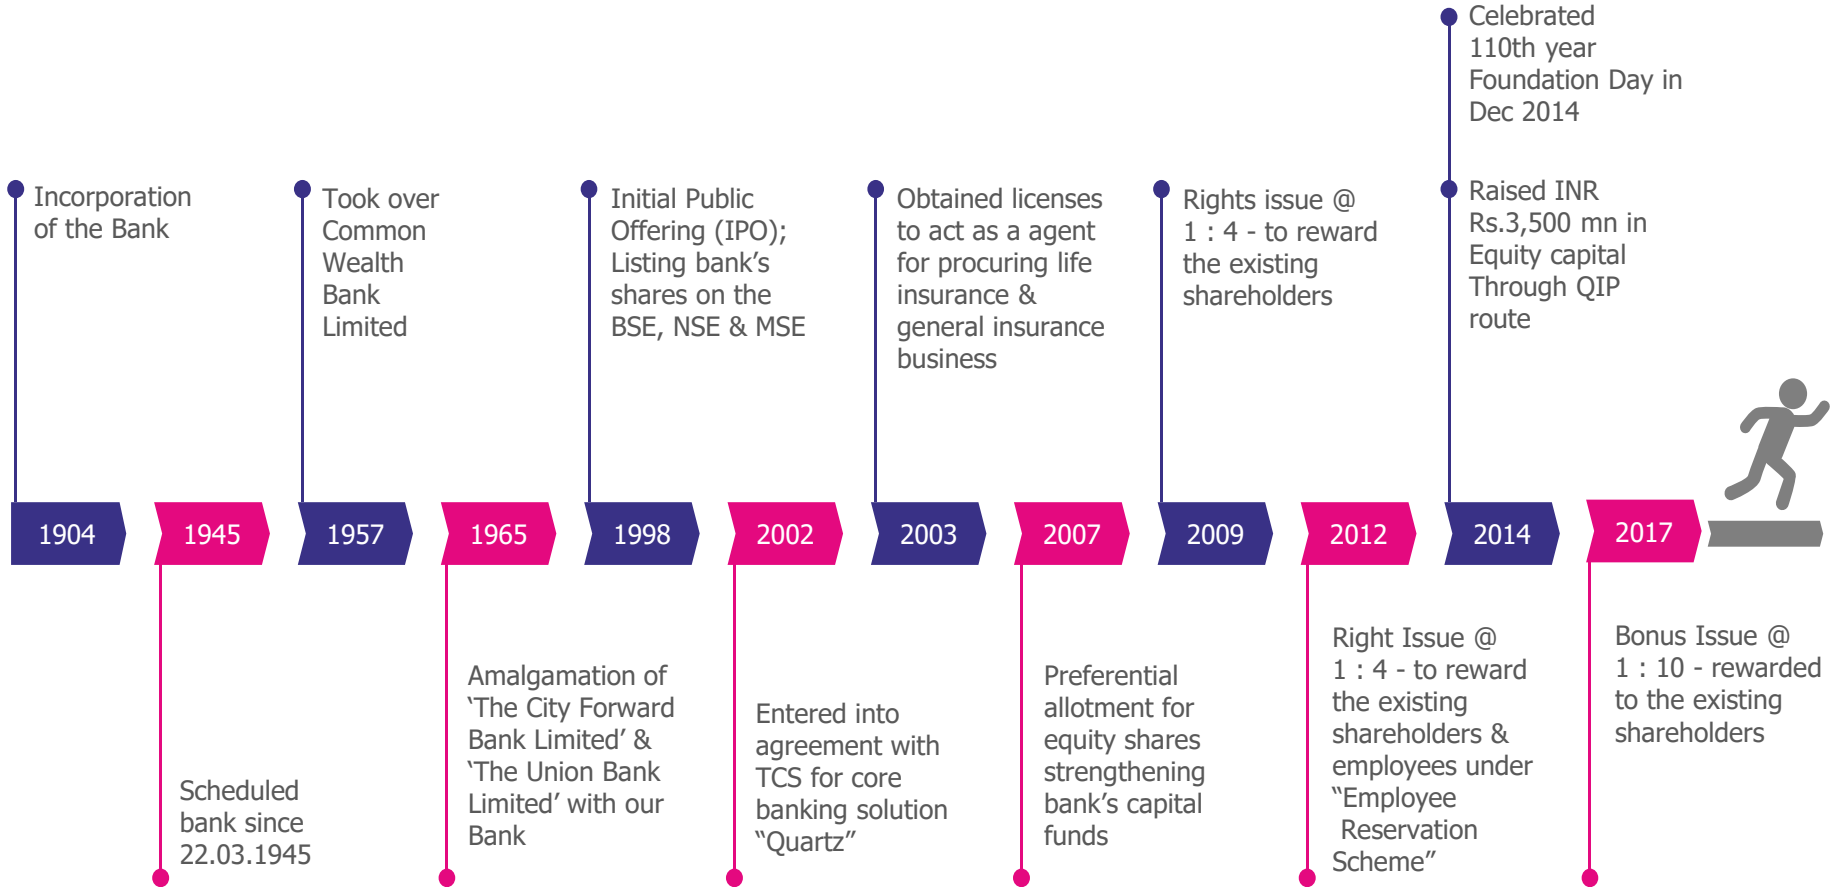 Celebrated
110th year
Foundation Day in
Dec 2014
Incorporation
of the Bank
Took over
Common
Wealth
Bank
Limited
Initial Public
Offering (IPO);
Listing bank’s
shares on the
BSE, NSE & MSE
Obtained licenses
to act as a agent
for procuring life
insurance &
general insurance
business
Rights issue @
1 : 4 - to reward
the existing
shareholders
Raised INR
Rs.3,500 mn in
Equity capital
Through QIP
route
1904
1945
1957
1965
1998
2002
2003
2007
2009
2012
2014
2017
Scheduled
bank since
22.03.1945
Amalgamation of
‘The City Forward
Bank Limited’ &
‘The Union Bank
Limited’ with our
Bank
Entered into
agreement with
TCS for core
banking solution
“Quartz”
Preferential
allotment for
equity shares
strengthening
bank’s capital
funds
Right Issue @
1 : 4 - to reward
the existing
shareholders &
employees under
“Employee
Reservation
Scheme”
Bonus Issue @
1 : 10 - rewarded
to the existing
shareholders